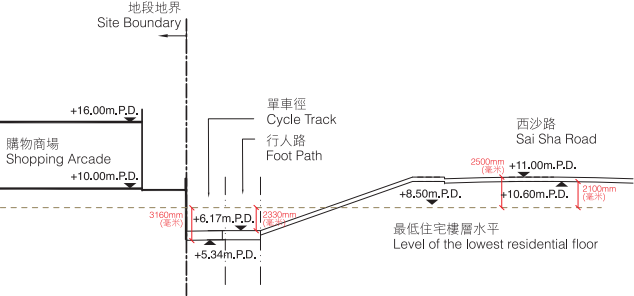 地段地界
Site Boundary
+16.00m.P.D.
購物商場
Shopping Arcade
+10.00m.P.D.
單車徑
Cycle Track
行人路
Foot Path
西沙路
Sai Sha Road
2500mm
(毫米)
+11.00m.P.D.
+8.50m.P.D.
+10.60m.P.D.
2100mm
(毫米)
3160mm
(毫米)
+6.17m.P.D.
2330mm
(毫米)
+5.34m.P.D.
最低住宅樓層水平
Level of the lowest residential floor